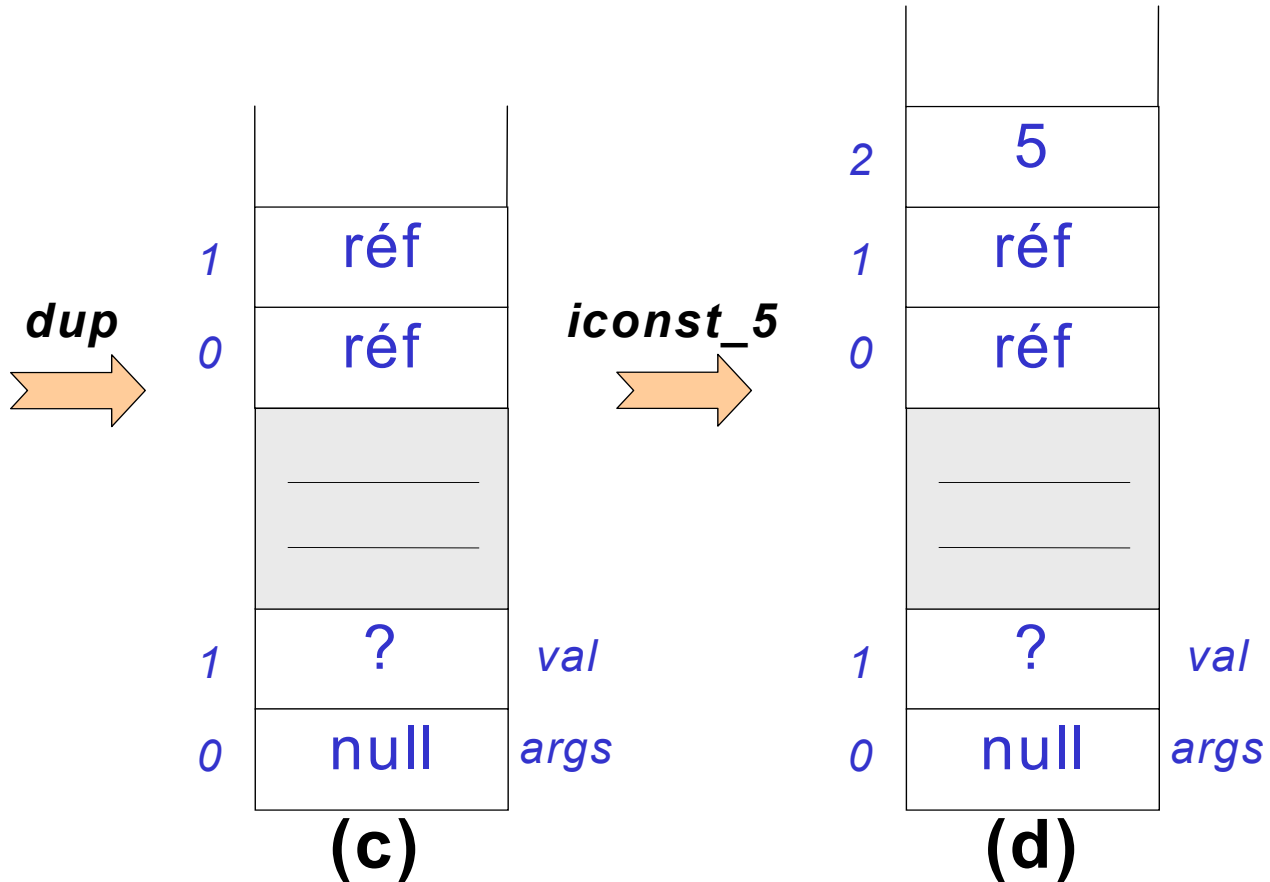 dup
1 réf
0 réf
1 ? val
0 null args
(c)
iconst_5
2 5
1 réf
0 réf
1 ? val
0 null args
(d)